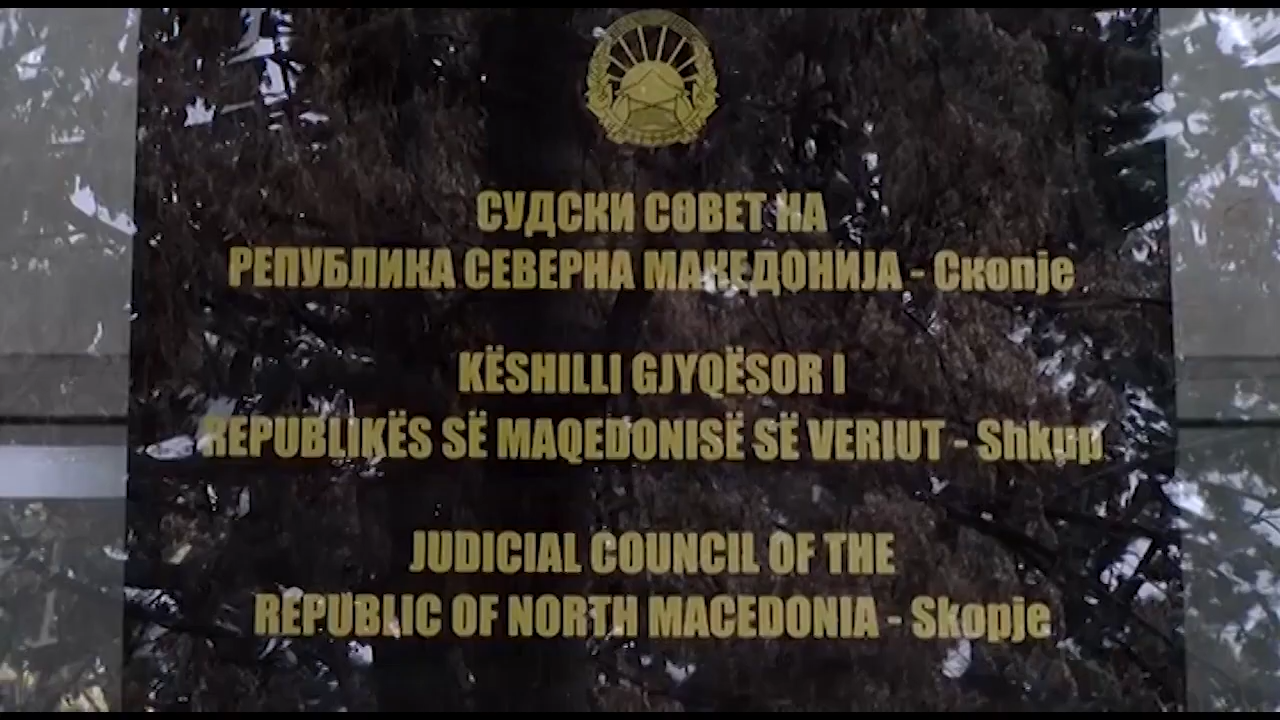 СУДСКИ СОВЕТ НА
РЕПУБЛИКА СЕВЕРНА МАКЕДОНИЈА - Скопје
KËSHILLI GJYQËSOR I
REPUBLIKËS SË MAQEDONISË SË VERIUT - Shkup
JUDICIAL COUNCIL OF THE
REPUBLIC OF NORTH MACEDONIA - Skopje